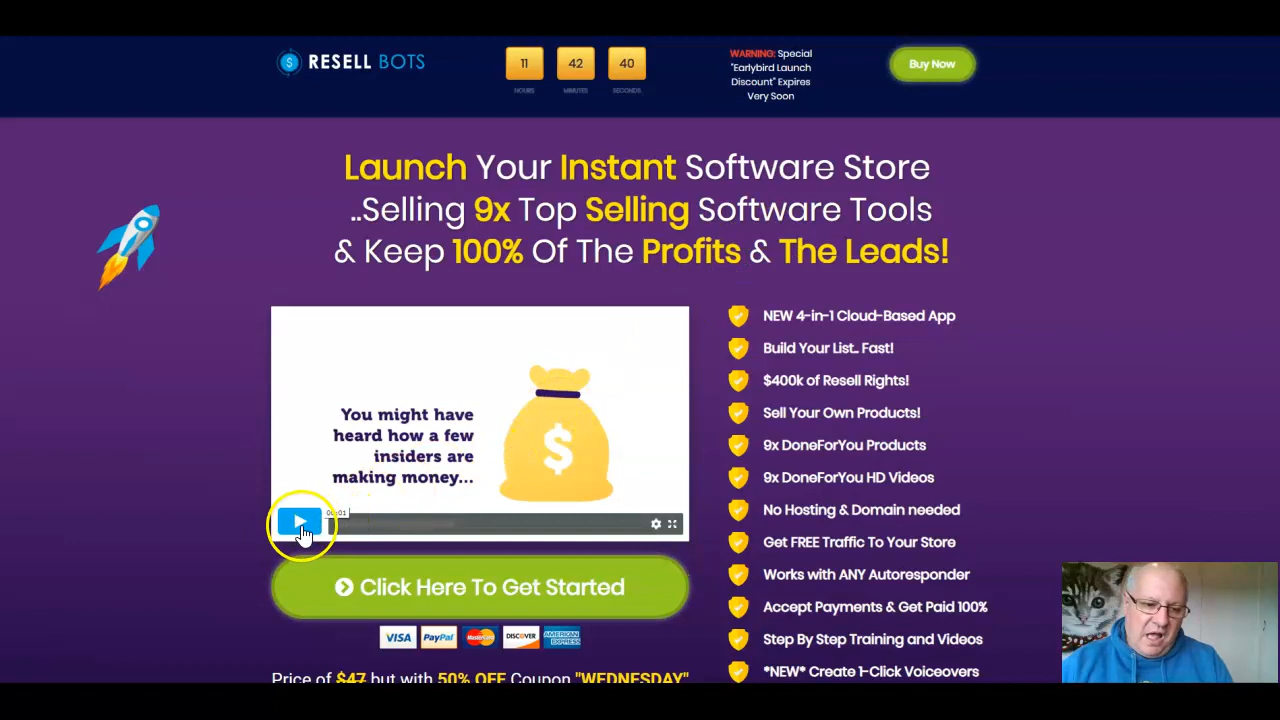 RESELL BOTS
11
42
40
HOURS
MINUTES
SECONDS
WARNING: Special
"Earlybird Launch
Discount" Expires
Very Soon
Buy Now
Launch Your Instant Software Store
..Selling 9x Top Selling Software Tools
& Keep 100% Of The Profits & The Leads!
You might have
heard how a few
insiders are
making money...
00:01
Click Here To Get Started
VISA
PayPal
MasterCard
DISCOVER
AMERICAN EXPRESS
Price of $47 but with 50% OFF Coupon "WEDNESDAY"
NEW 4-in-1 Cloud-Based App
Build Your List.. Fast!
$400k of Resell Rights!
Sell Your Own Products!
9x DoneForYou Products
9x DoneForYou HD Videos
No Hosting & Domain needed
Get FREE Traffic To Your Store
Works with ANY Autoresponder
Accept Payments & Get Paid 100%
Step By Step Training and Videos
*NEW* Create 1-Click Voiceovers